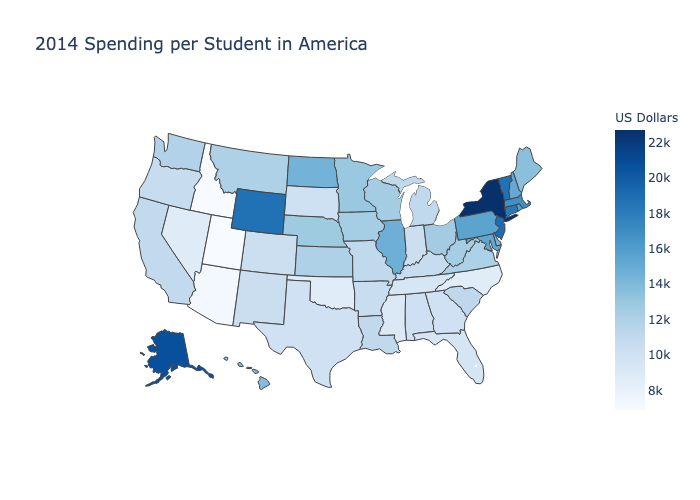 2014 Spending per Student in America
US Dollars
22k
20k
18k
16k
14k
12k
10k
8k